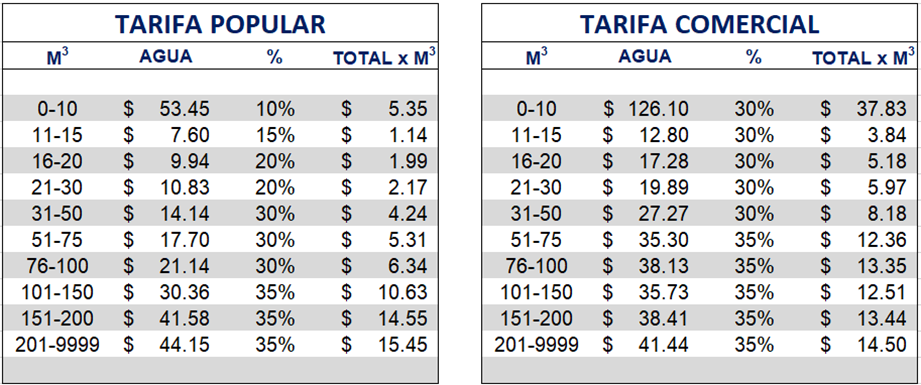 TARIFA POPULAR
M³ AGUA % TOTAL x M³
0-10 $ 53.45 10% $ 5.35
11-15 $ 7.60 15% $ 1.14
16-20 $ 9.94 20% $ 1.99
21-30 $ 10.83 20% $ 2.17
31-50 $ 14.14 30% $ 4.24
51-75 $ 17.70 30% $ 5.31
76-100 $ 21.14 30% $ 6.34
101-150 $ 30.36 35% $ 10.63
151-200 $ 41.58 35% $ 14.55
201-9999 $ 44.15 35% $ 15.45
TARIFA COMERCIAL
M³ AGUA % TOTAL x M³
0-10 $ 126.10 30% $ 37.83
11-15 $ 12.80 30% $ 3.84
16-20 $ 17.28 30% $ 5.18
21-30 $ 19.89 30% $ 5.97
31-50 $ 27.27 30% $ 8.18
51-75 $ 35.30 35% $ 12.36
76-100 $ 38.13 35% $ 13.35
101-150 $ 35.73 35% $ 12.51
151-200 $ 38.41 35% $ 13.44
201-9999 $ 41.44 35% $ 14.50